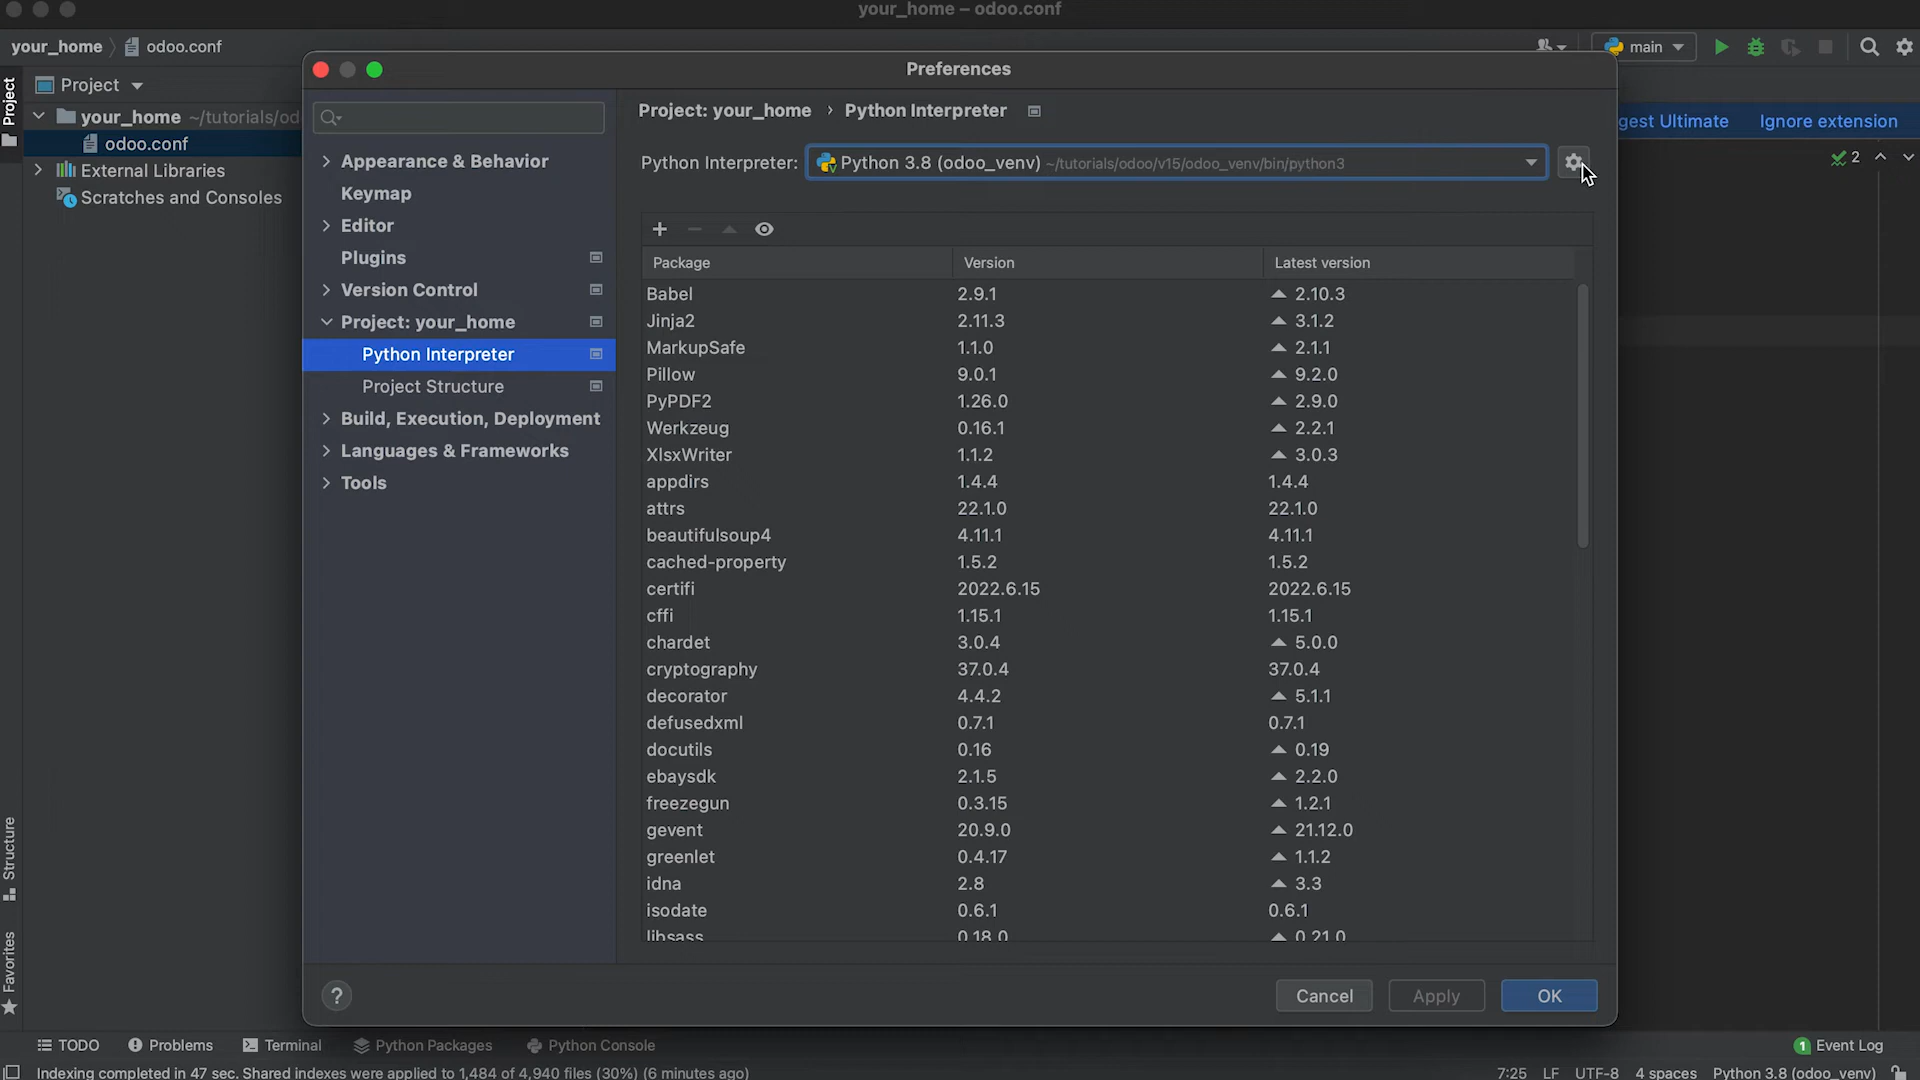 your_home – odoo.conf
your_home odoo.conf
main
Project
your_home ~/tutorials/od
odoo.conf
External Libraries
Scratches and Consoles
Project
Structure
Favorites
Preferences
Appearance & Behavior
Keymap
Editor
Plugins
Version Control
Project: your_home
Python Interpreter
Project Structure
Build, Execution, Deployment
Languages & Frameworks
Tools
Project: your_home › Python Interpreter
gest Ultimate Ignore extension
2
Python Interpreter: Python 3.8 (odoo_venv) ~/tutorials/odoo/v15/odoo_venv/bin/python3
Package Version Latest version
Babel 2.9.1 2.10.3
Jinja2 2.11.3 3.1.2
MarkupSafe 1.1.0 2.1.1
Pillow 9.0.1 9.2.0
PyPDF2 1.26.0 2.9.0
Werkzeug 0.16.1 2.2.1
XlsxWriter 1.1.2 3.0.3
appdirs 1.4.4 1.4.4
attrs 22.1.0 22.1.0
beautifulsoup4 4.11.1 4.11.1
cached-property 1.5.2 1.5.2
certifi 2022.6.15 2022.6.15
cffi 1.15.1 1.15.1
chardet 3.0.4 5.0.0
cryptography 37.0.4 37.0.4
decorator 4.4.2 5.1.1
defusedxml 0.7.1 0.7.1
docutils 0.16 0.19
ebaysdk 2.1.5 2.2.0
freezegun 0.3.15 1.2.1
gevent 20.9.0 21.12.0
greenlet 0.4.17 1.1.2
idna 2.8 3.3
isodate 0.6.1 0.6.1
libsass 0.18.0 0.21.0
? Cancel Apply OK
TODO Problems Terminal Python Packages Python Console 1 Event Log
Indexing completed in 47 sec. Shared indexes were applied to 1,484 of 4,940 files (30%) (6 minutes ago) 7:25 LF UTF-8 4 spaces Python 3.8 (odoo_venv)